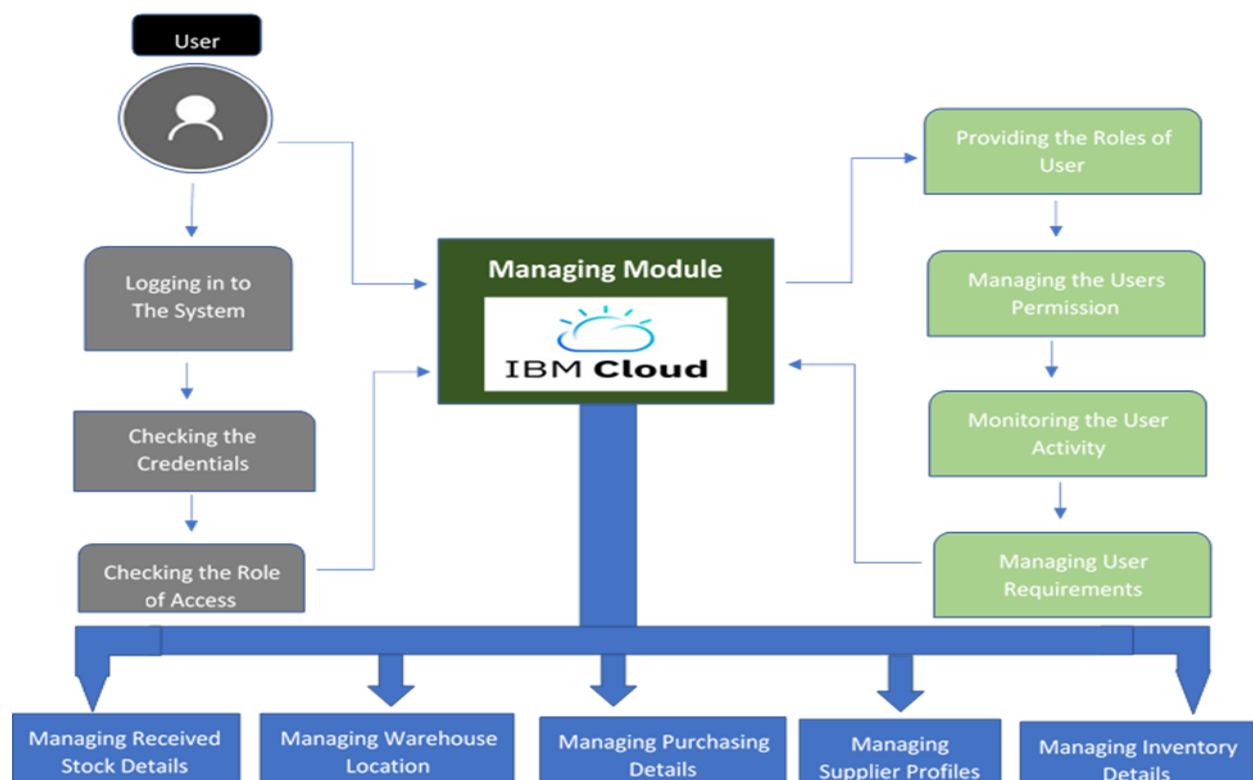 User
Logging in to
The System
Checking the
Credentials
Checking the Role
of Access
Managing Module
IBM Cloud
Providing the Roles of
User
Managing the Users
Permission
Monitoring the User
Activity
Managing User
Requirements
Managing Received
Stock Details
Managing Warehouse
Location
Managing Purchasing
Details
Managing
Supplier Profiles
Managing Inventory
Details